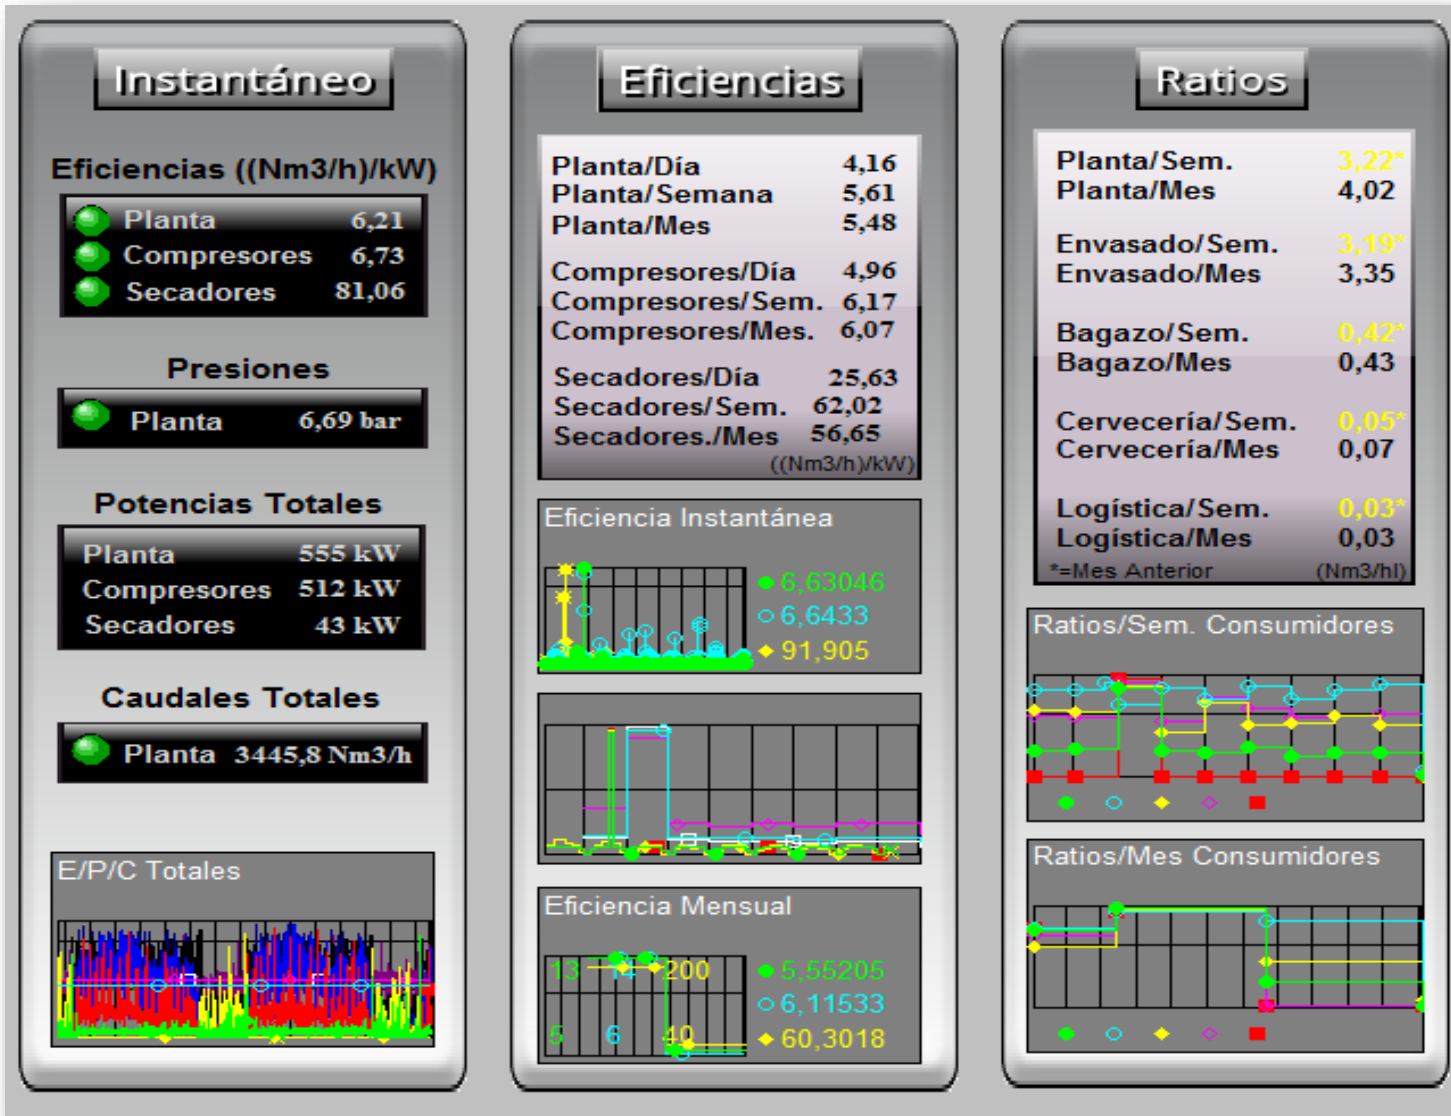 Instantáneo
Eficiencias ((Nm3/h)/kW)
Planta 6,21
Compresores 6,73
Secadores 81,06
Presiones
Planta 6,69 bar
Potencias Totales
Planta 555 kW
Compresores 512 kW
Secadores 43 kW
Caudales Totales
Planta 3445,8 Nm3/h
E/P/C Totales
Eficiencias
Planta/Día 4,16
Planta/Semana 5,61
Planta/Mes 5,48
Compresores/Día 4,96
Compresores/Sem. 6,17
Compresores/Mes. 6,07
Secadores/Día 25,63
Secadores/Sem. 62,02
Secadores./Mes 56,65
((Nm3/h)/kW)
Eficiencia Instantánea
6,63046
6,6433
91,905
Eficiencia Mensual
13 14 200
5,55205
6,11533
5 6 40
60,3018
Ratios
Planta/Sem. 3,22*
Planta/Mes 4,02
Envasado/Sem. 3,19*
Envasado/Mes 3,35
Bagazo/Sem. 0,42*
Bagazo/Mes 0,43
Cervecería/Sem. 0,05*
Cervecería/Mes 0,07
Logística/Sem. 0,03*
Logística/Mes 0,03
*=Mes Anterior (Nm3/hl)
Ratios/Sem. Consumidores
Ratios/Mes Consumidores